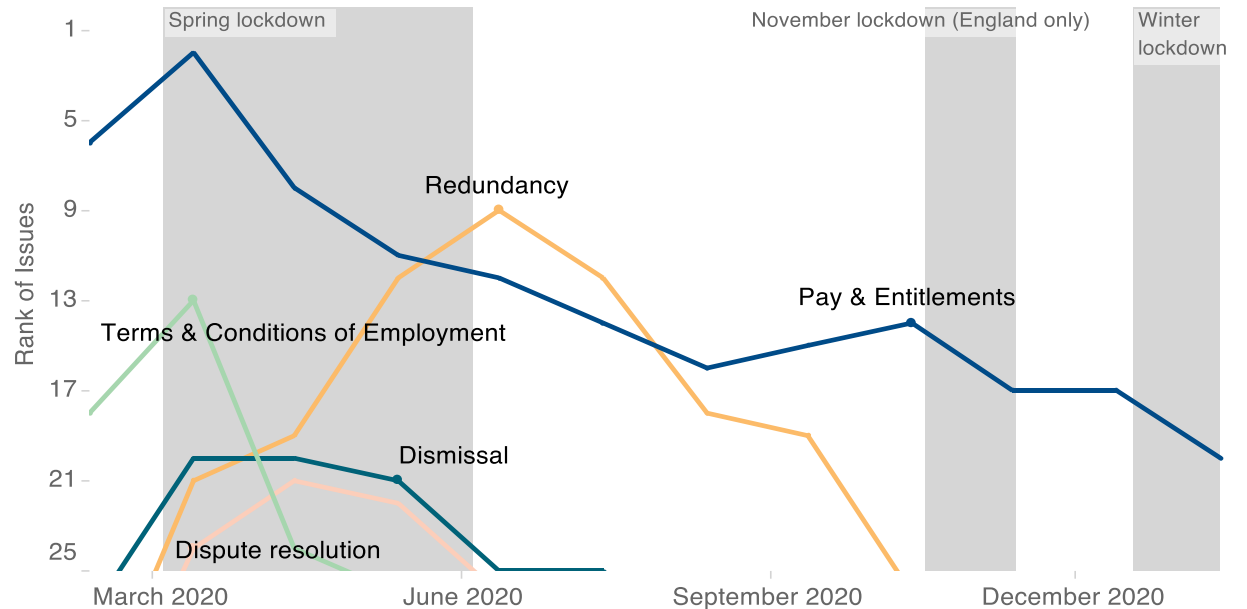 Spring lockdown
November lockdown (England only)
Winter
lockdown
1
5
9
13
17
21
25
Rank of Issues
Redundancy
Pay & Entitlements
Terms & Conditions of Employment
Dismissal
Dispute resolution
March 2020
June 2020
September 2020
December 2020